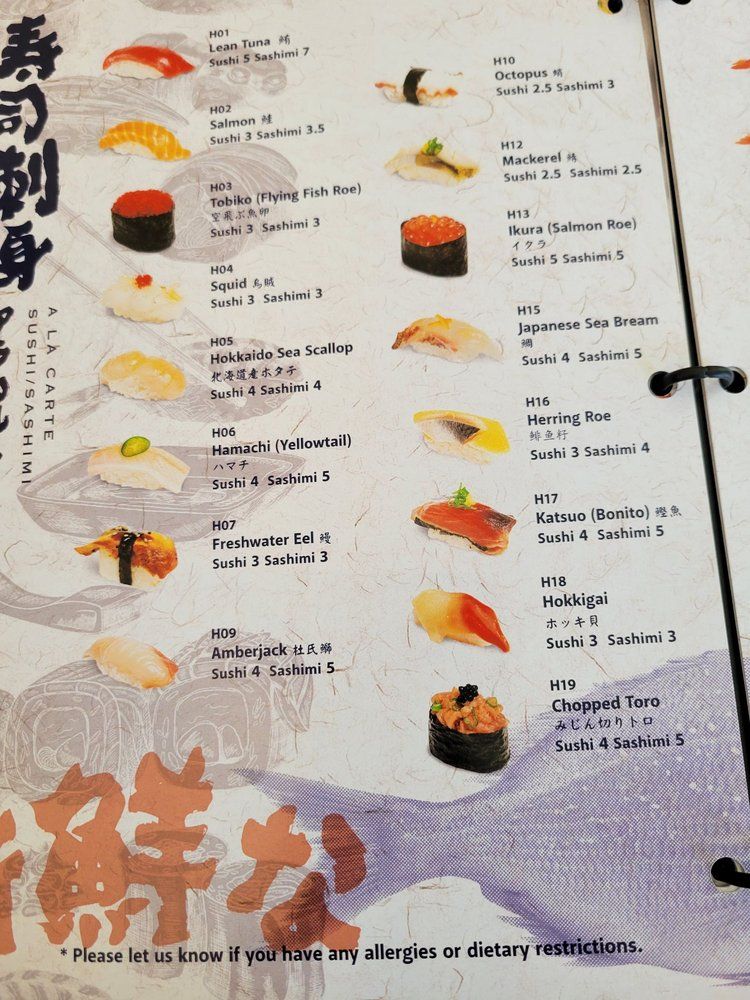 寿司刺身
A LA CARTE
SUSHI/SASHIMI
H01
Lean Tuna 鮪
Sushi 5 Sashimi 7
H02
Salmon 鮭
Sushi 3 Sashimi 3.5
H03
Tobiko (Flying Fish Roe)
空飛ぶ魚卵
Sushi 3 Sashimi 3
H04
Squid 烏賊
Sushi 3 Sashimi 3
H05
Hokkaido Sea Scallop
北海道産ホタテ
Sushi 4 Sashimi 4
H06
Hamachi (Yellowtail)
ハマチ
Sushi 4 Sashimi 5
H07
Freshwater Eel 鰻
Sushi 3 Sashimi 3
H09
Amberjack 杜氏鰤
Sushi 4 Sashimi 5
H10
Octopus
Sushi 2.5 Sashimi 3
H12
Mackerel 鯖
Sushi 2.5 Sashimi 2.5
H13
Ikura (Salmon Roe)
イクラ
Sushi 5 Sashimi 5
H15
Japanese Sea Bream
鯛
Sushi 4 Sashimi 5
H16
Herring Roe
鲱鱼籽
Sushi 3 Sashimi 4
H17
Katsuo (Bonito) 鰹魚
Sushi 4 Sashimi 5
H18
Hokkigai
ホッキ貝
Sushi 3 Sashimi 3
H19
Chopped Toro
みじん切りトロ
Sushi 4 Sashimi 5
鮮な
* Please let us know if you have any allergies or dietary restrictions.